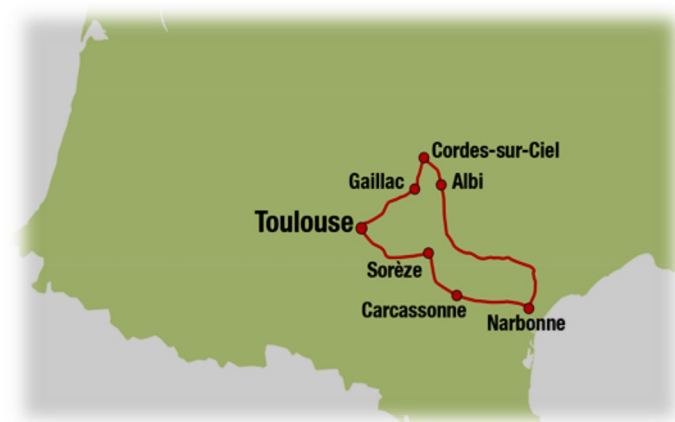 Cordes-sur-Ciel
Gaillac
Albi
Toulouse
Sorèze
Carcassonne
Narbonne